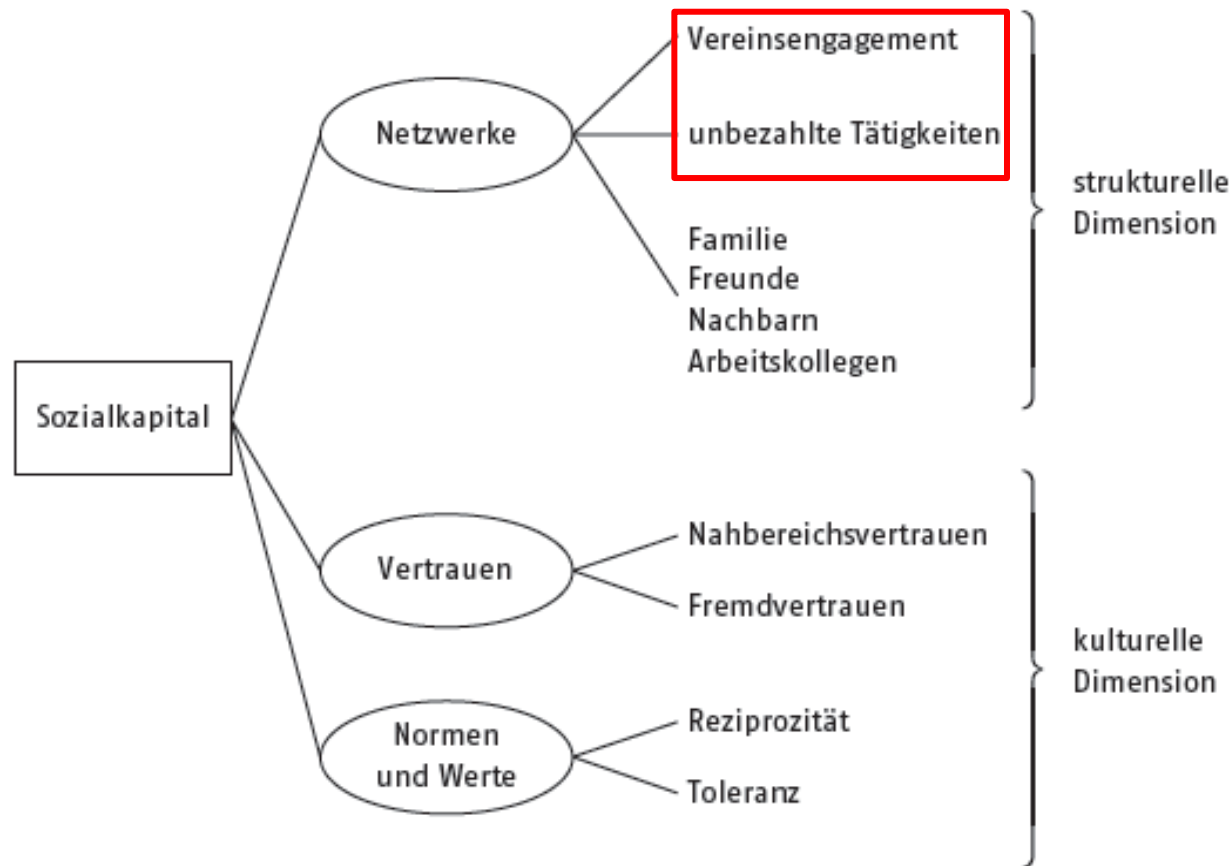 Vereinsengagement
Netzwerke
unbezahlte Tätigkeiten
strukturelle
Dimension
Familie
Freunde
Nachbarn
Arbeitskollegen
Sozialkapital
Nahbereichsvertrauen
Vertrauen
Fremdvertrauen
kulturelle
Dimension
Normen
und Werte
Reziprozität
Toleranz